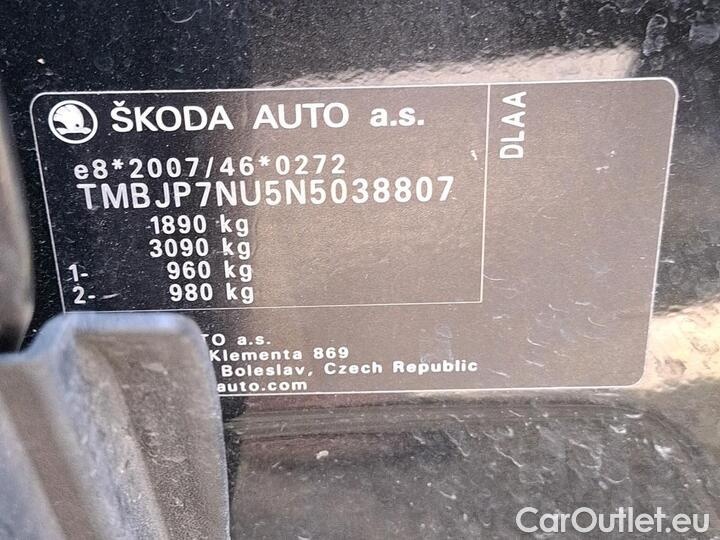 ŠKODA AUTO a.s.
DLAA
e8*2007/46*0272
TMBJP7NU5N5038807
1890 kg
3090 kg
1- 960 kg
2- 980 kg
a.s.
Klementa 869
Boleslav, Czech Republic
auto.com
CarOutlet.eu